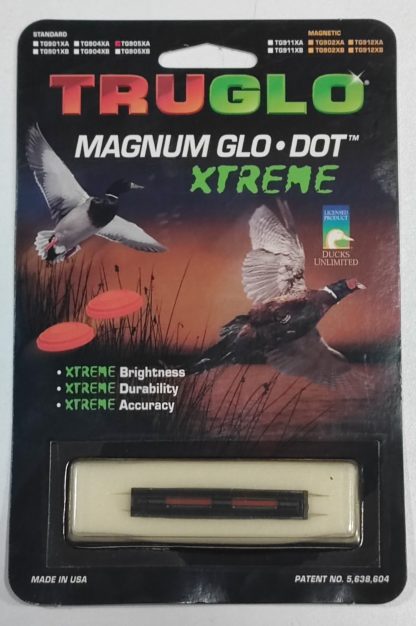 STANDARD
TG901XA TG904XA TG905XA
TG901XB TG904XB TG905XB
MAGNETIC
TG911XA TG902XA TG912XA
TG911XB TG902XB TG912XB
TRUGLO®
MAGNUM GLO•DOT™
XTREME
LICENSED
PRODUCT
DUCKS
UNLIMITED
• XTREME Brightness
• XTREME Durability
• XTREME Accuracy
MADE IN USA
PATENT NO. 5,638,604